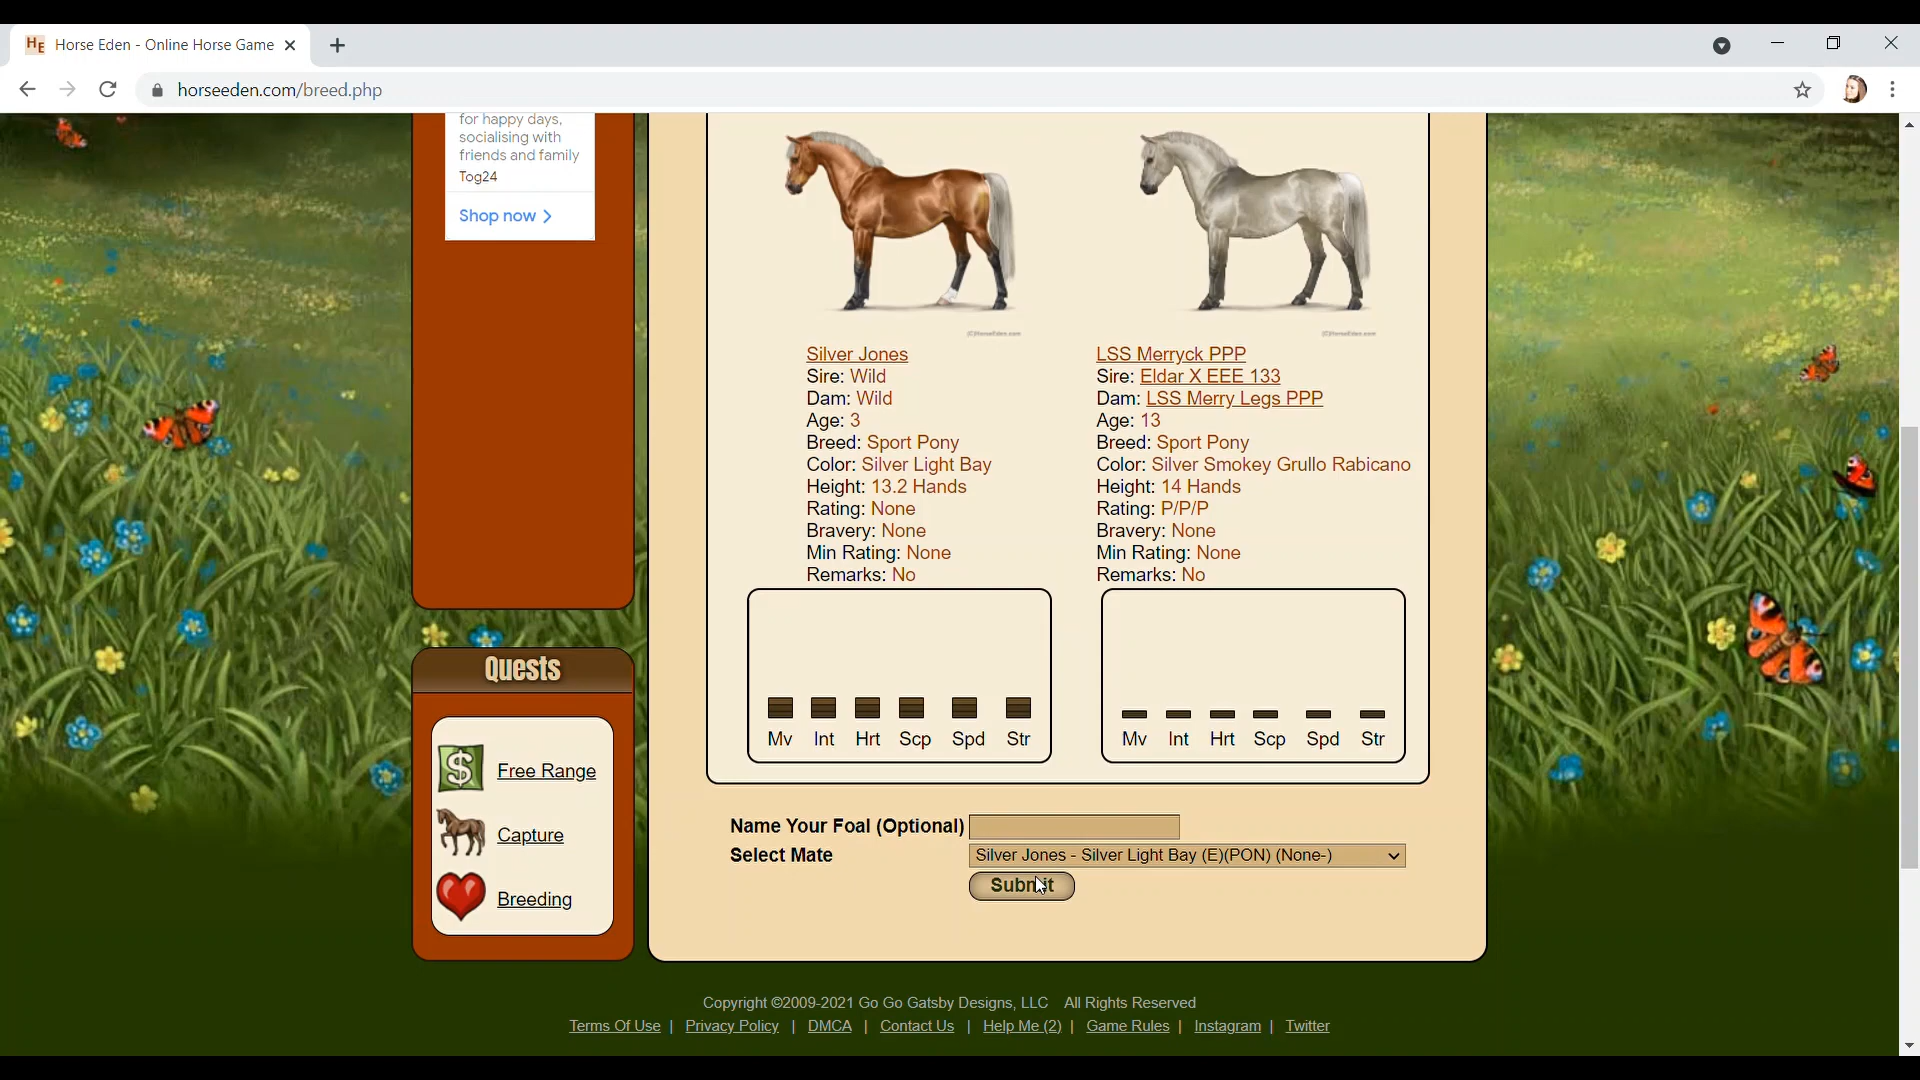 HE Horse Eden - Online Horse Game
horseeden.com/breed.php
for happy days,
socialising with
friends and family
Tog24
Shop now
(C)HorseEden.com
(C)HorseEden.com
Silver Jones
Sire: Wild
Dam: Wild
Age: 3
Breed: Sport Pony
Color: Silver Light Bay
Height: 13.2 Hands
Rating: None
Bravery: None
Min Rating: None
Remarks: No
Mv Int Hrt Scp Spd Str
LSS Merryck PPP
Sire: Eldar X EEE 133
Dam: LSS Merry Legs PPP
Age: 13
Breed: Sport Pony
Color: Silver Smokey Grullo Rabicano
Height: 14 Hands
Rating: P/P/P
Bravery: None
Min Rating: None
Remarks: No
Mv Int Hrt Scp Spd Str
Quests
$ Free Range
Capture
Breeding
Name Your Foal (Optional)
Select Mate Silver Jones - Silver Light Bay (E)(PON) (None-)
Submit
Copyright ©2009-2021 Go Go Gatsby Designs, LLC All Rights Reserved
Terms Of Use | Privacy Policy | DMCA | Contact Us | Help Me (2) | Game Rules | Instagram | Twitter